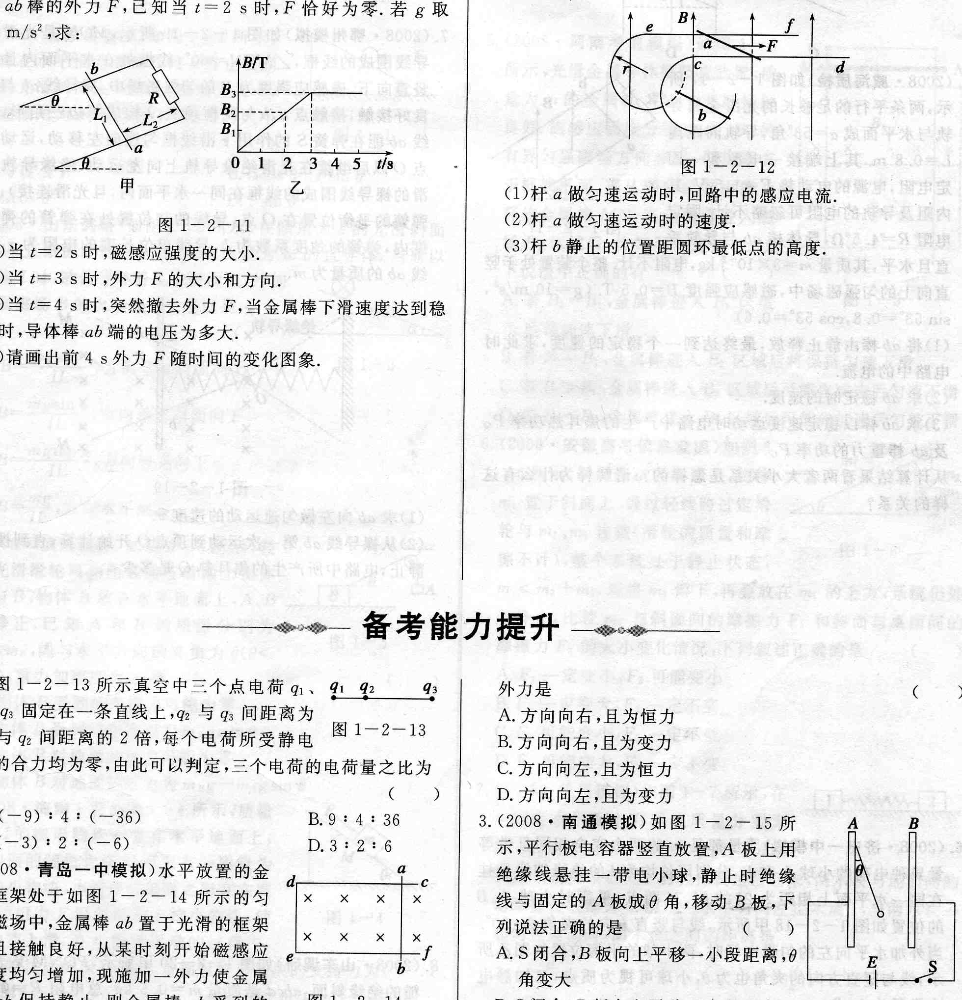 ab棒的外力F,已知当t=2 s时,F恰好为零.若g取
m/s²,求:
b
θ
L₁
R
L₂
a
θ
甲
B/T
B₃
B₂
B₁
0 1 2 3 4 5 t/s
乙
图1-2-11
)当t=2 s时,磁感应强度的大小.
)当t=3 s时,外力F的大小和方向.
)当t=4 s时,突然撤去外力F,当金属棒下滑速度达到稳
时,导体棒ab端的电压为多大.
)请画出前4 s外力F随时间的变化图象.
e B f
a F
r c d
b
图1-2-12
(1)杆a做匀速运动时,回路中的感应电流.
(2)杆a做匀速运动时的速度.
(3)杆b静止的位置距圆环最低点的高度.
备考能力提升
图1-2-13所示真空中三个点电荷q₁、
q₃固定在一条直线上,q₂与q₃间距离为
与q₂间距离的2倍,每个电荷所受静电
的合力均为零,由此可以判定,三个电荷的电荷量之比为
( )
q₁ q₂ q₃
图1-2-13
(-9):4:(-36)
B. 9:4:36
-3):2:(-6)
D. 3:2:6
08·青岛一中模拟)水平放置的金
框架处于如图1-2-14所示的匀
磁场中,金属棒ab置于光滑的框架
且接触良好,从某时刻开始磁感应
度均匀增加,现施加一外力使金属
a
d c
× × × ×
× × × ×
e f
b
外力是 ( )
A. 方向向右,且为恒力
B. 方向向右,且为变力
C. 方向向左,且为恒力
D. 方向向左,且为变力
3.(2008·南通模拟)如图1-2-15所
示,平行板电容器竖直放置,A板上用
绝缘线悬挂一带电小球,静止时绝缘
线与固定的A板成θ角,移动B板,下
列说法正确的是 ( )
A. S闭合,B板向上平移一小段距离,θ
角变大
A B
θ
E S